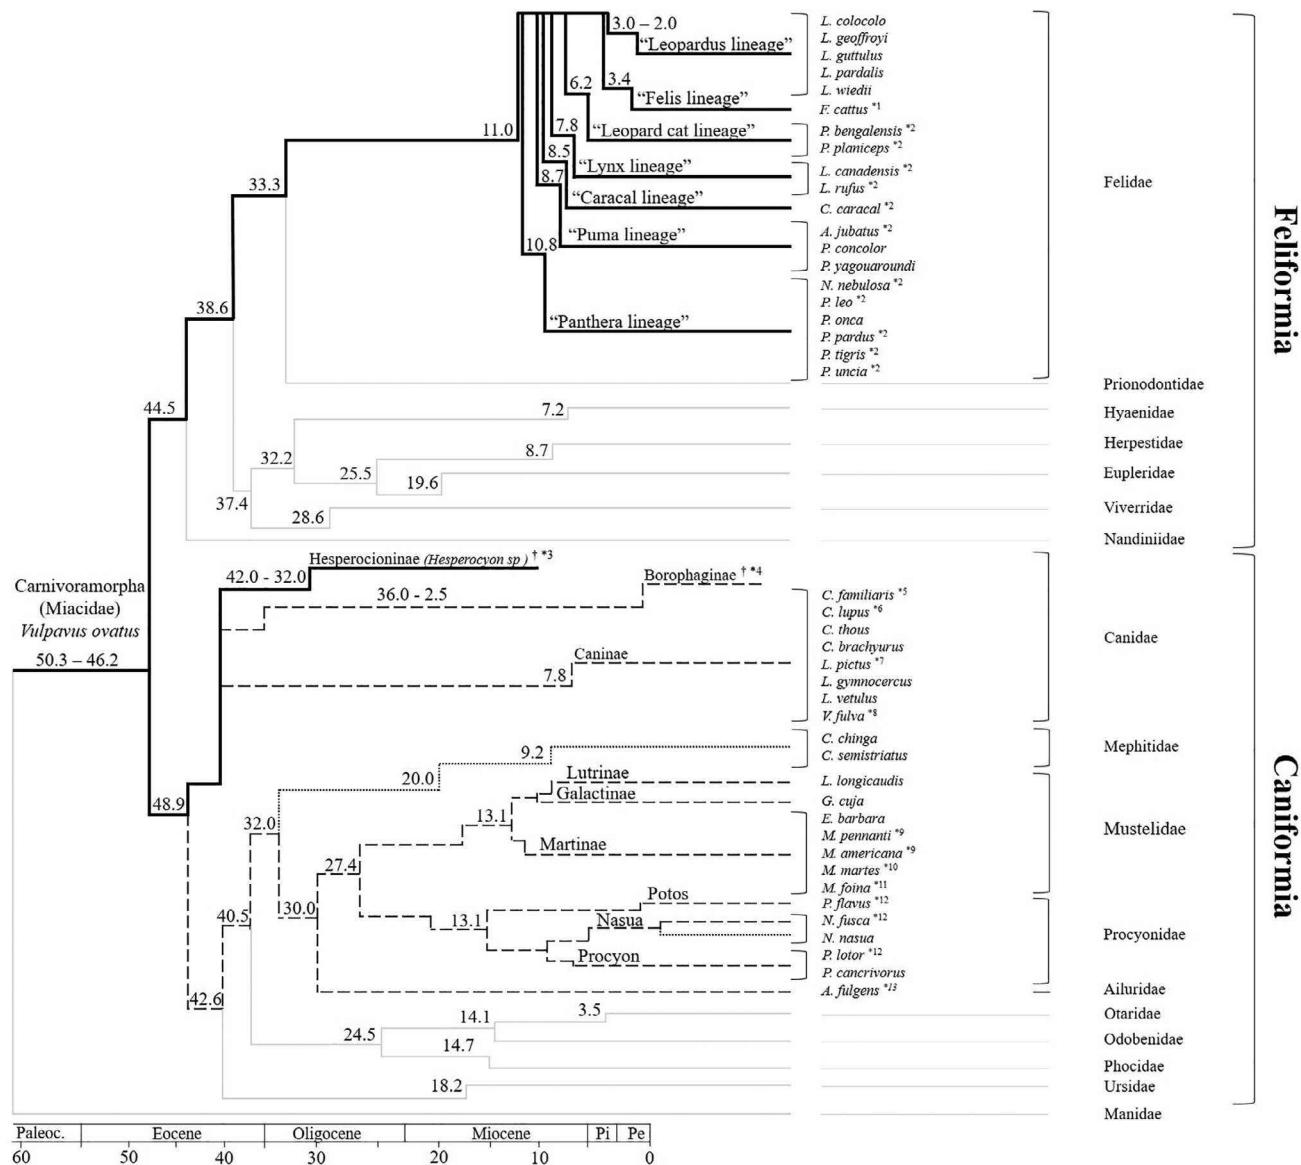 3.0 – 2.0
L. colocolo
L. geoffroyi
"Leopardus lineage"
L. guttulus
L. pardalis
6.2
3.4
L. wiedii
"Felis lineage"
F. cattus *1
11.0
7.8
"Leopard cat lineage"
P. bengalensis *2
P. planiceps *2
8.5
"Lynx lineage"
L. canadensis *2
33.3
8.7
L. rufus *2
Felidae
"Caracal lineage"
C. caracal *2
"Puma lineage"
A. jubatus *2
10.8
P. concolor
P. yagouaroundi
Feliformia
N. nebulosa *2
38.6
P. leo *2
"Panthera lineage"
P. onca
P. pardus *2
P. tigris *2
P. uncia *2
Prionodontidae
44.5
7.2
Hyaenidae
8.7
Herpestidae
32.2
25.5
19.6
Eupleridae
37.4
28.6
Viverridae
Nandiniidae
Hesperocioninae (Hesperocyon sp) † *3
42.0 - 32.0
Borophaginae † *4
Carnivoramorpha
(Miacidae)
Vulpavus ovatus
50.3 – 46.2
36.0 - 2.5
C. familiaris *5
C. lupus *6
C. thous
C. brachyurus
Canidae
Caninae
7.8
L. pictus *7
L. gymnocercus
L. vetulus
V. fulva *8
C. chinga
9.2
C. semistriatus
Mephitidae
20.0
Lutrinae
L. longicaudis
Galactinae
G. cuja
48.9
32.0
13.1
E. barbara
M. pennanti *9
Mustelidae
Martinae
M. americana *9
27.4
M. martes *10
M. foina *11
Caniformia
Potos
P. flavus *12
40.5
30.0
13.1
Nasua
N. fusca *12
N. nasua
Procyonidae
Procyon
P. lotor *12
P. cancrivorus
42.6
A. fulgens *13
Ailuridae
3.5
Otaridae
14.1
24.5
14.7
Odobenidae
Phocidae
18.2
Ursidae
Manidae
Paleoc. Eocene Oligocene Miocene Pi Pe
60 50 40 30 20 10 0